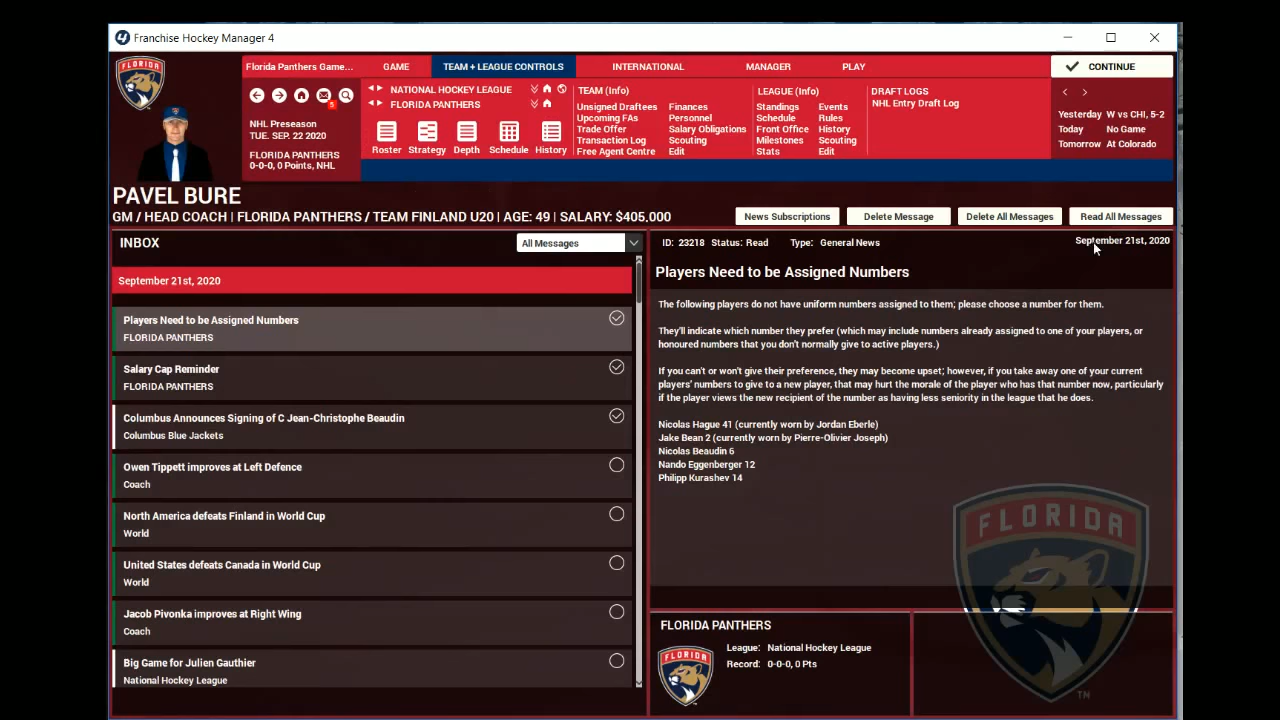 Franchise Hockey Manager 4
FLORIDA
Florida Panthers Game...
GAME
TEAM + LEAGUE CONTROLS
INTERNATIONAL
MANAGER
PLAY
CONTINUE
5
NHL Preseason
TUE. SEP. 22 2020
FLORIDA PANTHERS
0-0-0, 0 Points, NHL
NATIONAL HOCKEY LEAGUE
FLORIDA PANTHERS
Roster Strategy Depth Schedule History
TEAM (Info)
Unsigned Draftees Finances
Upcoming FAs Personnel
Trade Offer Salary Obligations
Transaction Log Scouting
Free Agent Centre Edit
LEAGUE (Info)
Standings Events
Schedule Rules
Front Office History
Milestones Scouting
Stats Edit
DRAFT LOGS
NHL Entry Draft Log
Yesterday W vs CHI, 5-2
Today No Game
Tomorrow At Colorado
PAVEL BURE
GM / HEAD COACH | FLORIDA PANTHERS / TEAM FINLAND U20 | AGE: 49 | SALARY: $405.000
News Subscriptions Delete Message Delete All Messages Read All Messages
INBOX
All Messages
September 21st, 2020
Players Need to be Assigned Numbers
FLORIDA PANTHERS
Salary Cap Reminder
FLORIDA PANTHERS
Columbus Announces Signing of C Jean-Christophe Beaudin
Columbus Blue Jackets
Owen Tippett improves at Left Defence
Coach
North America defeats Finland in World Cup
World
United States defeats Canada in World Cup
World
Jacob Pivonka improves at Right Wing
Coach
Big Game for Julien Gauthier
National Hockey League
ID: 23218 Status: Read Type: General News
September 21st, 2020
Players Need to be Assigned Numbers
The following players do not have uniform numbers assigned to them; please choose a number for them.
They'll indicate which number they prefer (which may include numbers already assigned to one of your players, or
honoured numbers that you don't normally give to active players.)
If you can't or won't give their preference, they may become upset; however, if you take away one of your current
players' numbers to give to a new player, that may hurt the morale of the player who has that number now, particularly
if the player views the new recipient of the number as having less seniority in the league that he does.
Nicolas Hague 41 (currently worn by Jordan Eberle)
Jake Bean 2 (currently worn by Pierre-Olivier Joseph)
Nicolas Beaudin 6
Nando Eggenberger 12
Philipp Kurashev 14
FLORIDA
TN
FLORIDA PANTHERS
FLORIDA
League: National Hockey League
Record: 0-0-0, 0 Pts